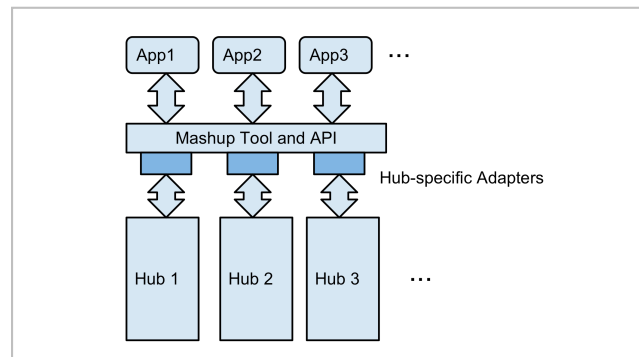 App1 App2 App3 ...
Mashup Tool and API
Hub-specific Adapters
Hub 1 Hub 2 Hub 3 ...